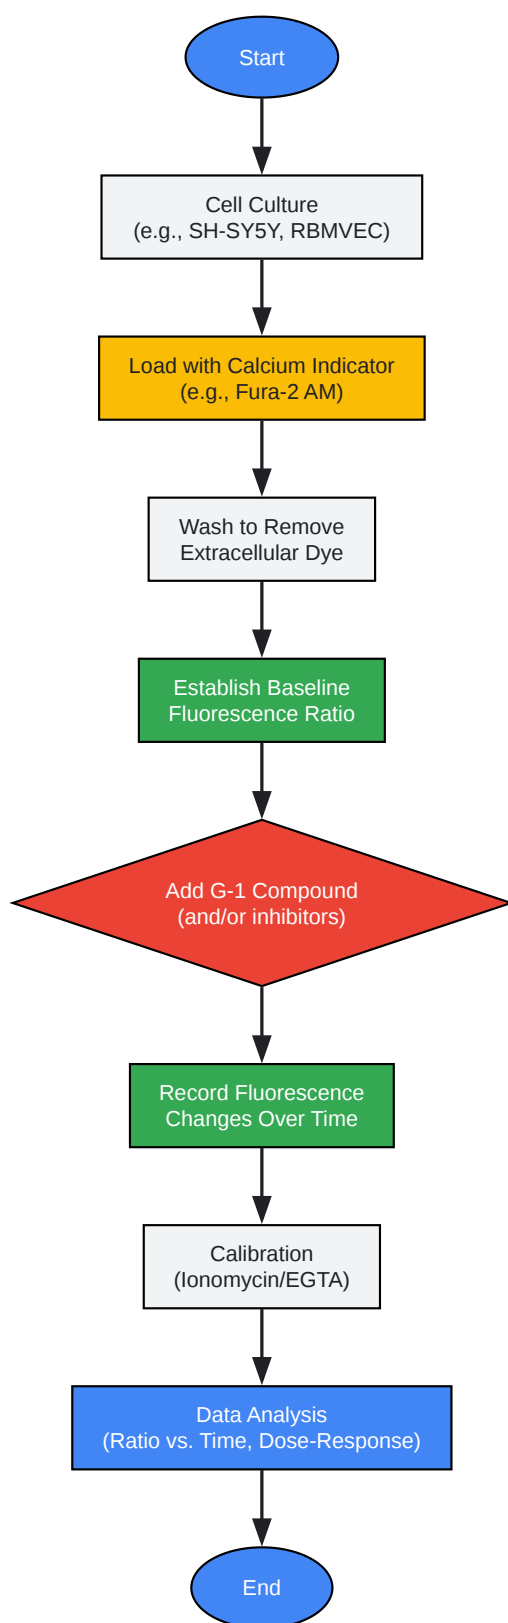 Start
Cell Culture
(e.g., SH-SY5Y, RBMVEC)
Load with Calcium Indicator
(e.g., Fura-2 AM)
Wash to Remove
Extracellular Dye
Establish Baseline
Fluorescence Ratio
Add G-1 Compound
(and/or inhibitors)
Record Fluorescence
Changes Over Time
Calibration
(Ionomycin/EGTA)
Data Analysis
(Ratio vs. Time, Dose-Response)
End